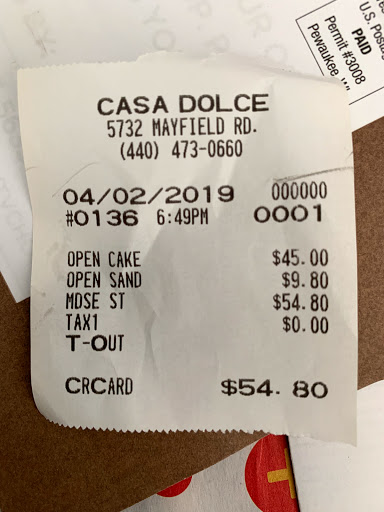 U.S. Posta
PAID
Permit #3008
Pewaukee, WI
CASA DOLCE
5732 MAYFIELD RD.
(440) 473-0660
04/02/2019 000000
#0136 6:49PM 0001
OPEN CAKE $45.00
OPEN SAND $9.80
MDSE ST $54.80
TAX1 $0.00
T-OUT
CRCARD $54.80